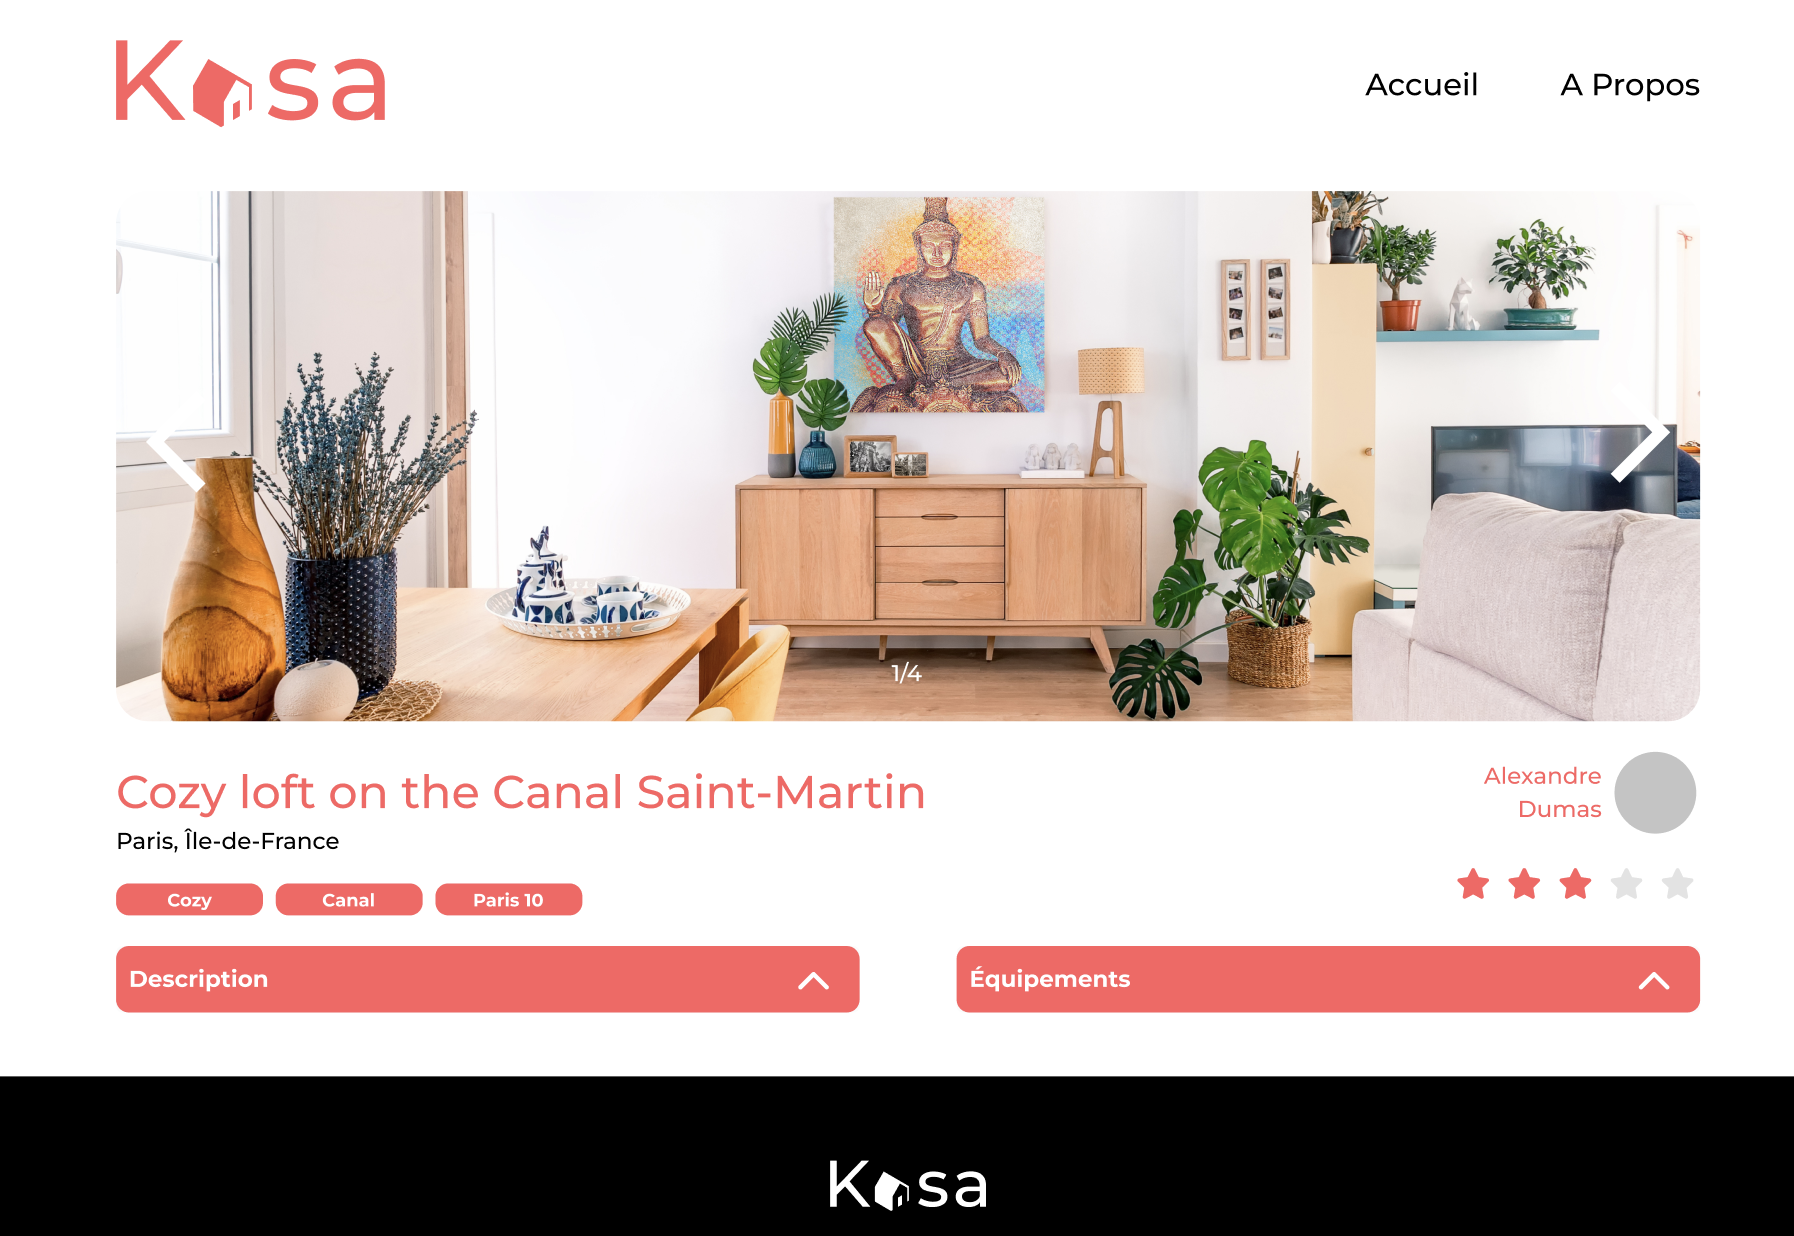 Kasa
Accueil A Propos
1/4
Cozy loft on the Canal Saint-Martin
Paris, Île-de-France
Alexandre
Dumas
Cozy Canal Paris 10
Description
Équipements
Kasa